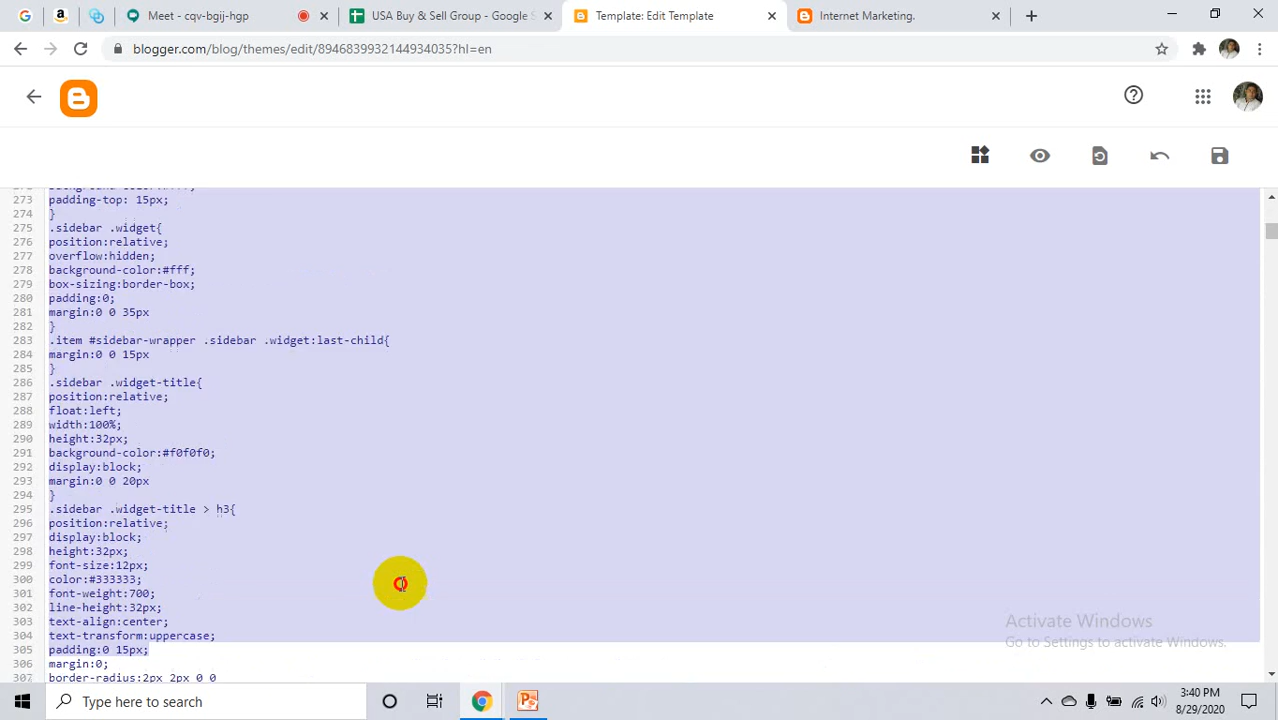 Meet - cqv-bgij-hgp
USA Buy & Sell Group - Google S
Template: Edit Template
Internet Marketing.
blogger.com/blog/themes/edit/8946839932144934035?hl=en
273 padding-top: 15px;
274 }
275 .sidebar .widget{
276 position:relative;
277 overflow:hidden;
278 background-color:#fff;
279 box-sizing:border-box;
280 padding:0;
281 margin:0 0 35px
282 }
283 .item #sidebar-wrapper .sidebar .widget:last-child{
284 margin:0 0 15px
285 }
286 .sidebar .widget-title{
287 position:relative;
288 float:left;
289 width:100%;
290 height:32px;
291 background-color:#f0f0f0;
292 display:block;
293 margin:0 0 20px
294 }
295 .sidebar .widget-title > h3{
296 position:relative;
297 display:block;
298 height:32px;
299 font-size:12px;
300 color:#333333;
301 font-weight:700;
302 line-height:32px;
303 text-align:center;
304 text-transform:uppercase;
305 padding:0 15px;
306 margin:0;
307 border-radius:2px 2px 0 0
Activate Windows
Go to Settings to activate Windows.
Type here to search
3:40 PM
8/29/2020